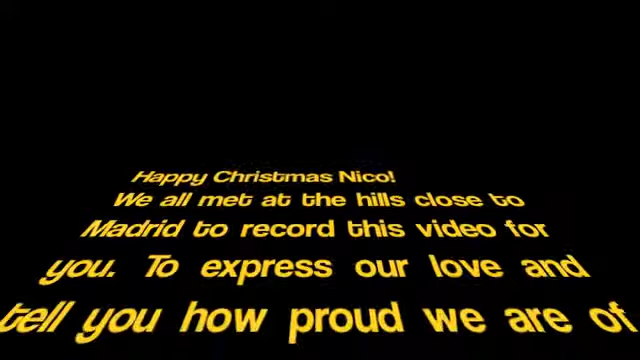 Happy Christmas Nico!
We all met at the hills close to
Madrid to record this video for
you. To express our love and
tell you how proud we are of